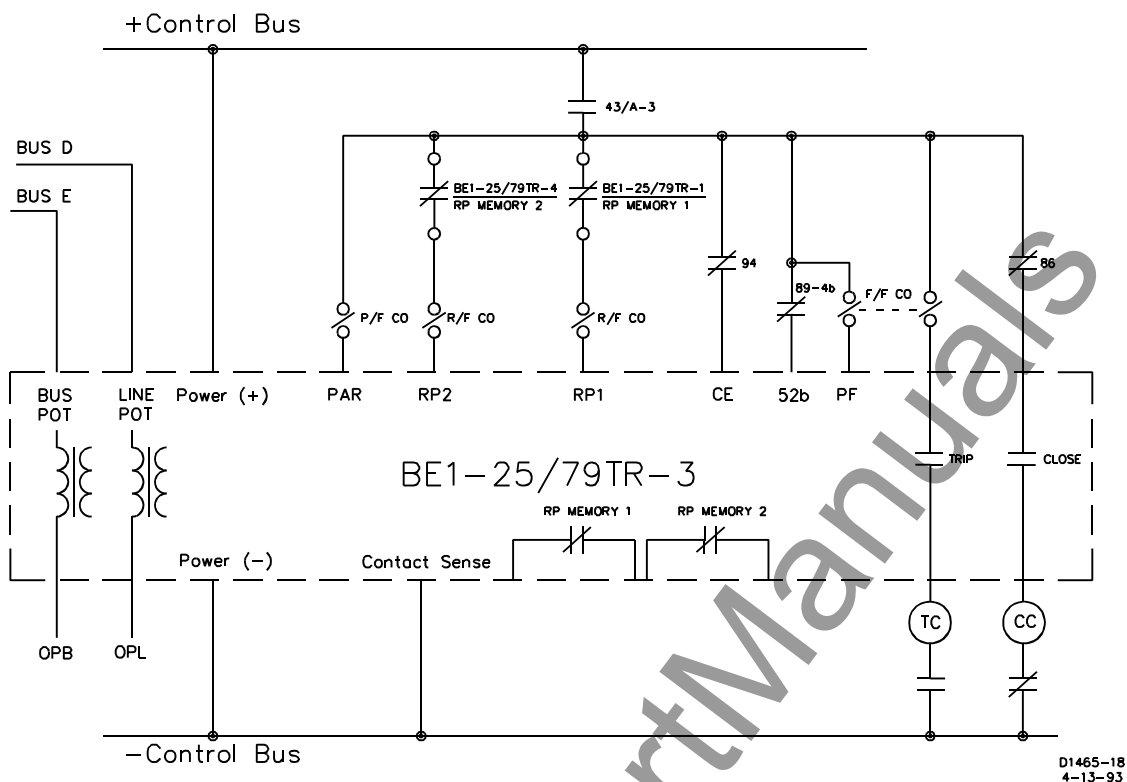 +Control Bus
43/A-3
BUS D
BUS E
BE1-25/79TR-4
RP MEMORY 2
BE1-25/79TR-1
RP MEMORY 1
94
86
89-4b
F/F CO
P/F CO
R/F CO
R/F CO
BUS
POT
LINE
POT
Power (+)
PAR
RP2
RP1
CE
52b
PF
BE1-25/79TR-3
TRIP
CLOSE
RP MEMORY 1
RP MEMORY 2
Power (-)
Contact Sense
TC
CC
OPB
OPL
-Control Bus
D1465-18
4-13-93
rtManuals